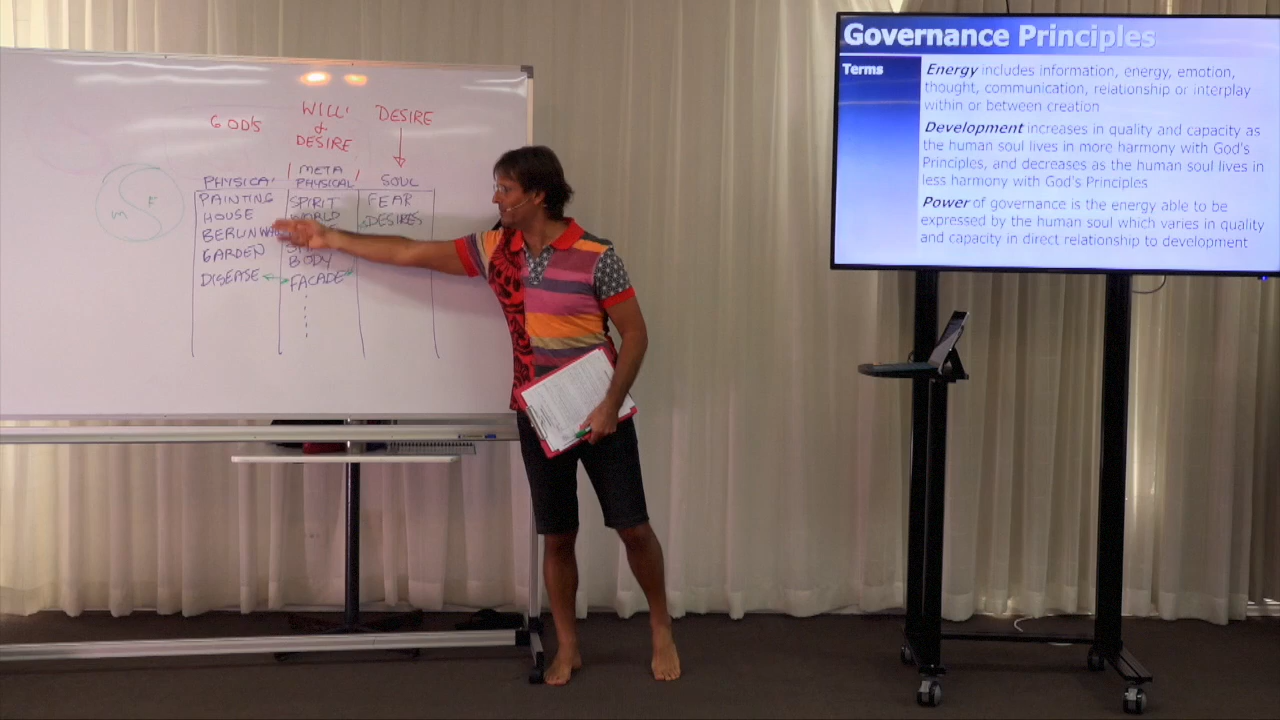 GOD'S
WILL
&
DESIRE
DESIRE
PHYSICA
META
PHYSICAL
SOUL
PAINTING
HOUSE
BERLIN
GARDEN
DISEASE
SPIRIT
WORLD
BODY
FACADE
FEAR
DESIRES
M
F
Governance Principles
Terms
Energy includes information, energy, emotion,
thought, communication, relationship or interplay
within or between creation
Development increases in quality and capacity as
the human soul lives in more harmony with God's
Principles, and decreases as the human soul lives in
less harmony with God's Principles
Power of governance is the energy able to be
expressed by the human soul which varies in quality
and capacity in direct relationship to development